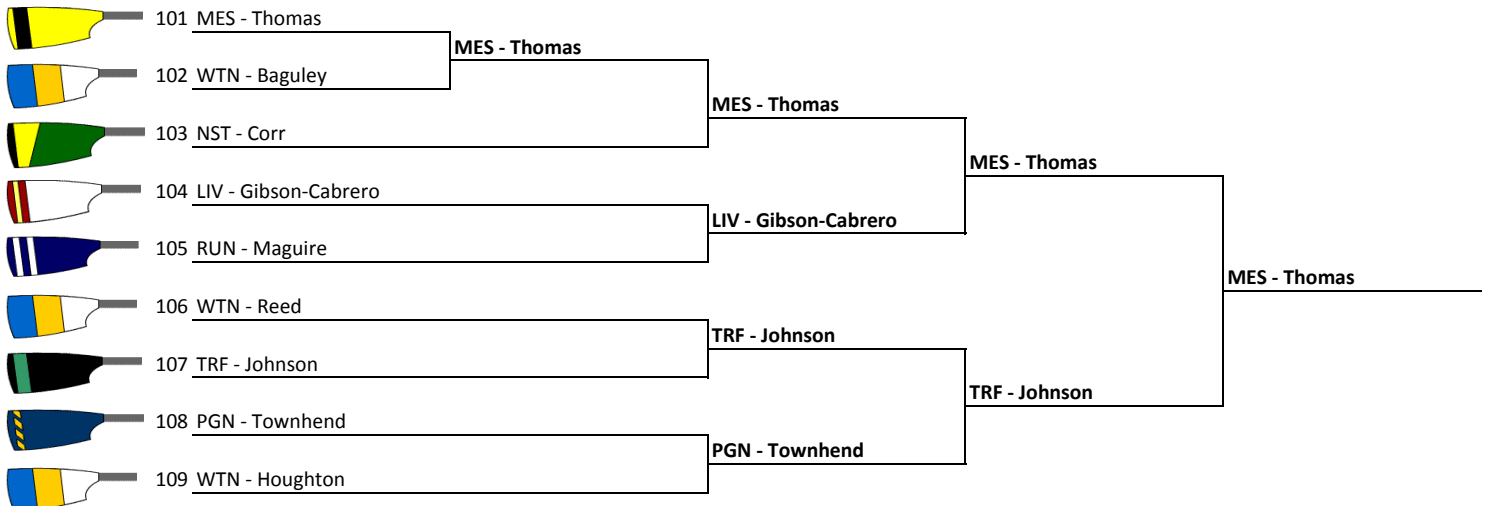 101 MES - Thomas
MES - Thomas
102 WTN - Baguley
MES - Thomas
103 NST - Corr
MES - Thomas
104 LIV - Gibson-Cabrero
LIV - Gibson-Cabrero
105 RUN - Maguire
MES - Thomas
106 WTN - Reed
TRF - Johnson
107 TRF - Johnson
TRF - Johnson
108 PGN - Townhend
PGN - Townhend
109 WTN - Houghton